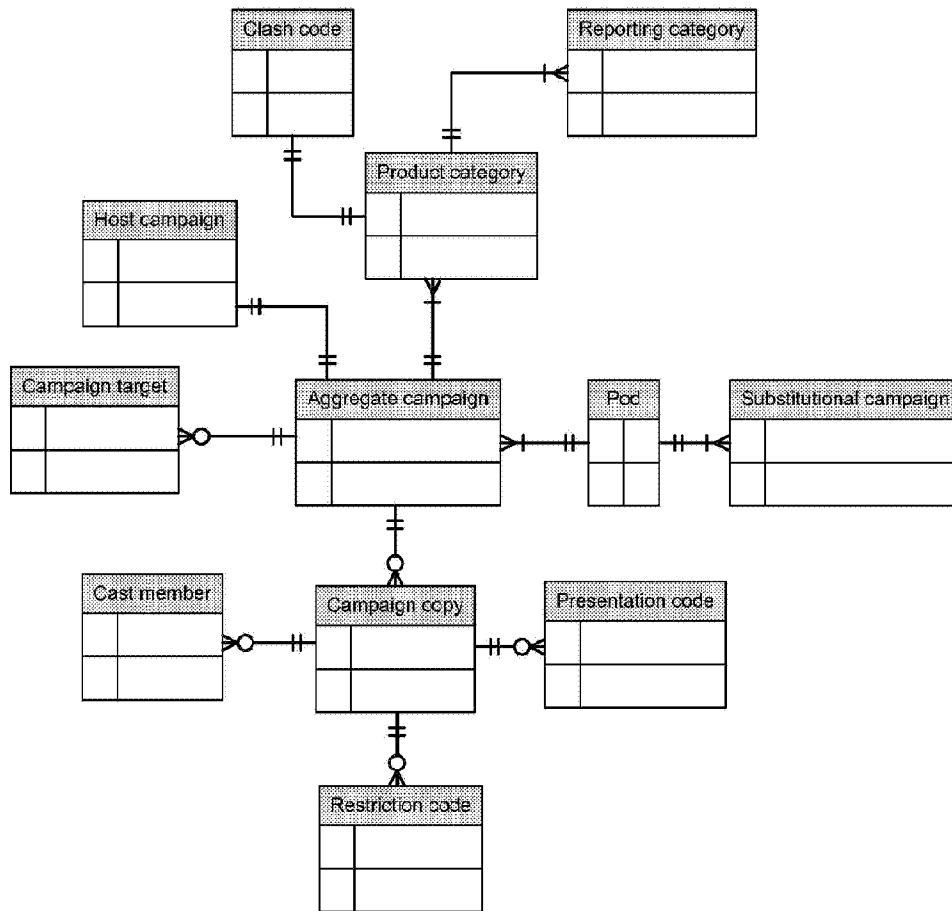 Clash code
Reporting category
Product category
Host campaign
Campaign target
Aggregate campaign
Pod
Substitutional campaign
Cast member
Campaign copy
Presentation code
Restriction code